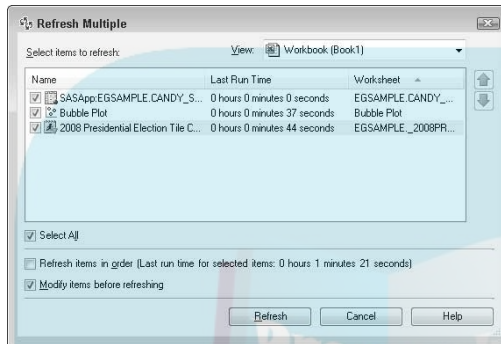 Refresh Multiple
Select items to refresh:
View: Workbook (Book1)
Name Last Run Time Worksheet
SASApp:EGSAMPLE.CANDY_S... 0 hours 0 minutes 0 seconds EGSAMPLE.CANDY_...
Bubble Plot 0 hours 0 minutes 37 seconds Bubble Plot
2008 Presidential Election Tile C... 0 hours 0 minutes 44 seconds EGSAMPLE._2008PR...
Select All
Refresh items in order (Last run time for selected items: 0 hours 1 minutes 21 seconds)
Modify items before refreshing
Refresh Cancel Help